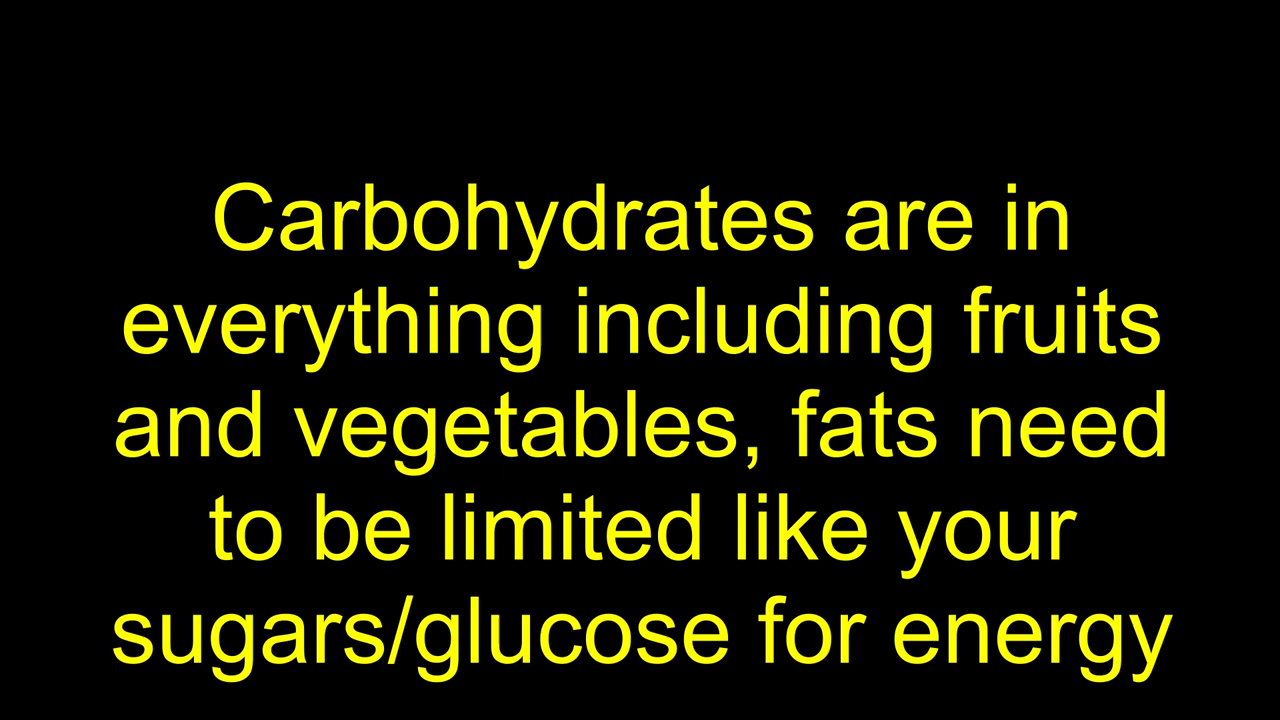 Carbohydrates are in
everything including fruits
and vegetables, fats need
to be limited like your
sugars/glucose for energy